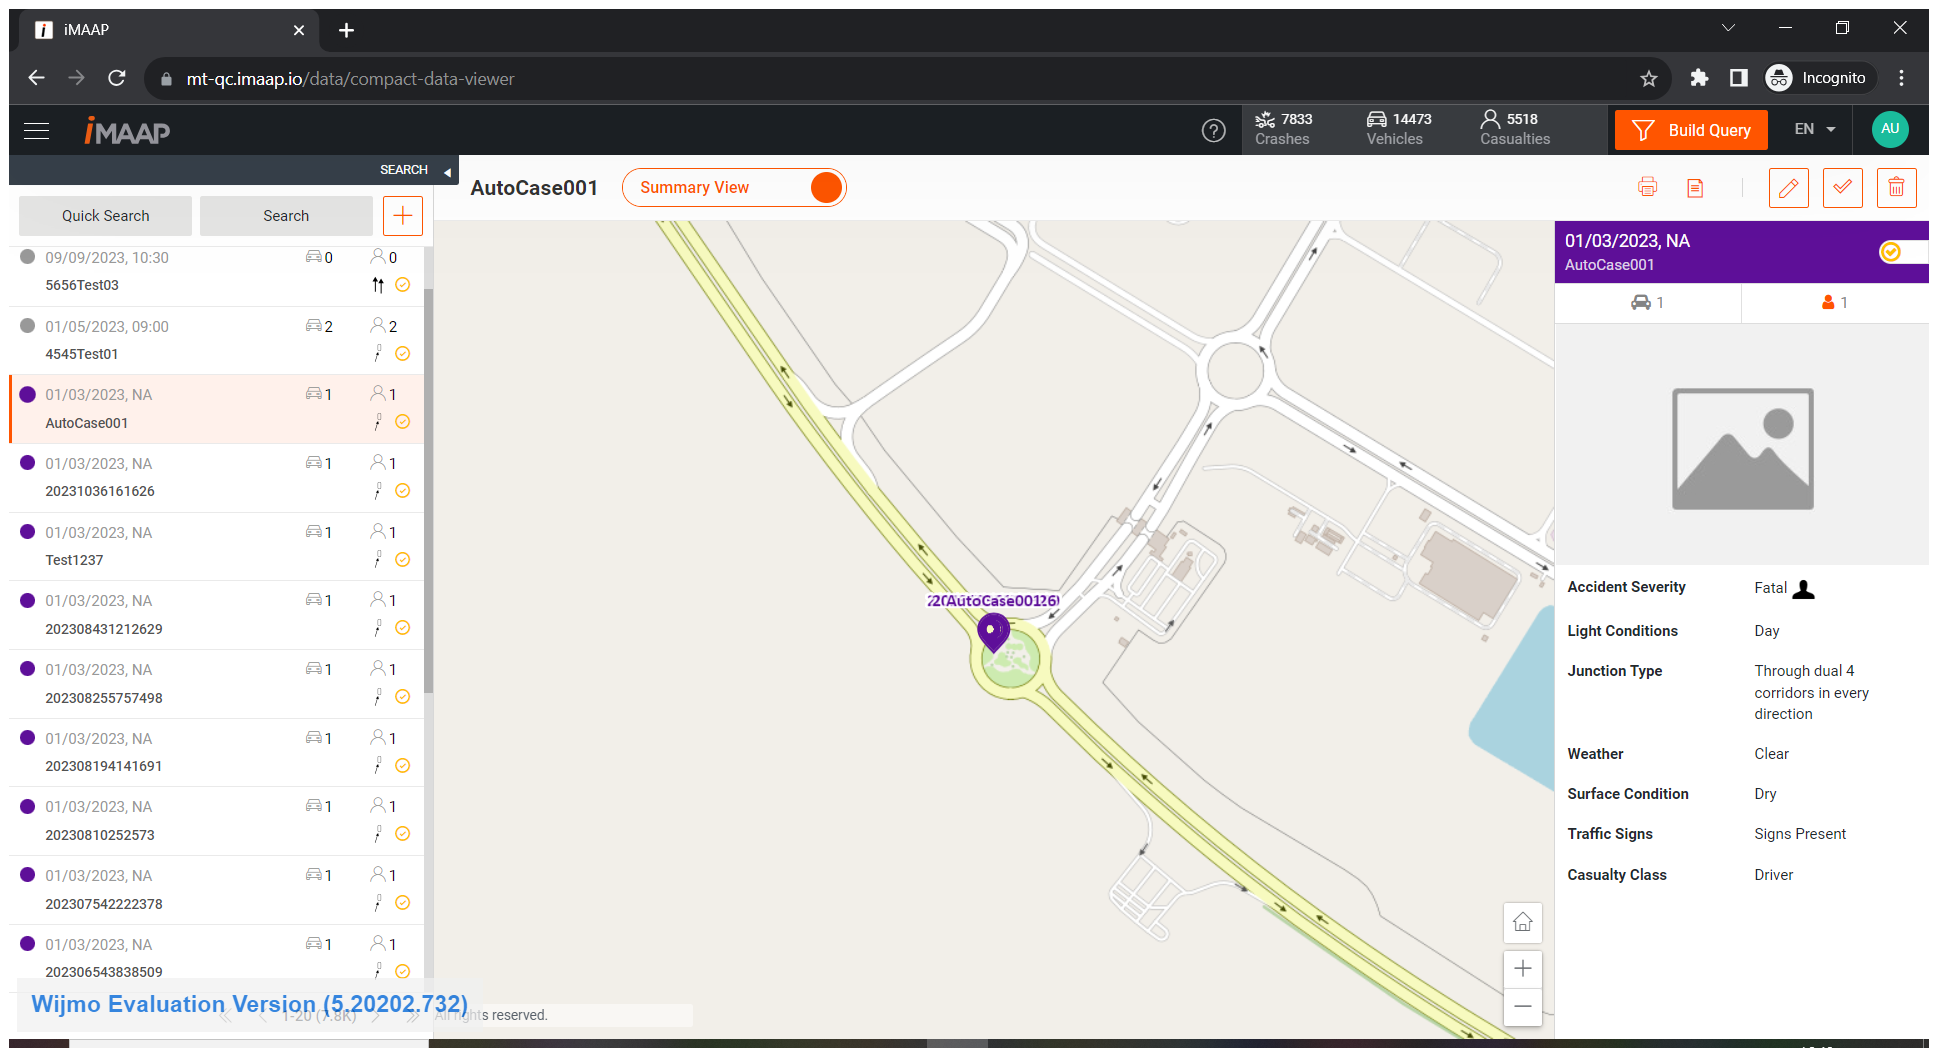 iMAAP
mt-qc.imaap.io/data/compact-data-viewer
Incognito
iMAAP
7833
Crashes
14473
Vehicles
5518
Casualties
Build Query
EN
AU
SEARCH
Quick Search
Search
AutoCase001
Summary View
09/09/2023, 10:30
0
0
5656Test03
01/05/2023, 09:00
2
2
4545Test01
01/03/2023, NA
1
1
AutoCase001
01/03/2023, NA
1
1
20231036161626
01/03/2023, NA
1
1
Test1237
01/03/2023, NA
1
1
202308431212629
01/03/2023, NA
1
1
202308255757498
01/03/2023, NA
1
1
202308194141691
01/03/2023, NA
1
1
20230810252573
01/03/2023, NA
1
1
202307542222378
01/03/2023, NA
1
1
202306543838509
Wijmo Evaluation Version (5.20202.732)
1-20 (7.8K)
All rights reserved.
AutoCase001
01/03/2023, NA
AutoCase001
1
1
Accident Severity
Fatal
Light Conditions
Day
Junction Type
Through dual 4
corridors in every
direction
Weather
Clear
Surface Condition
Dry
Traffic Signs
Signs Present
Casualty Class
Driver